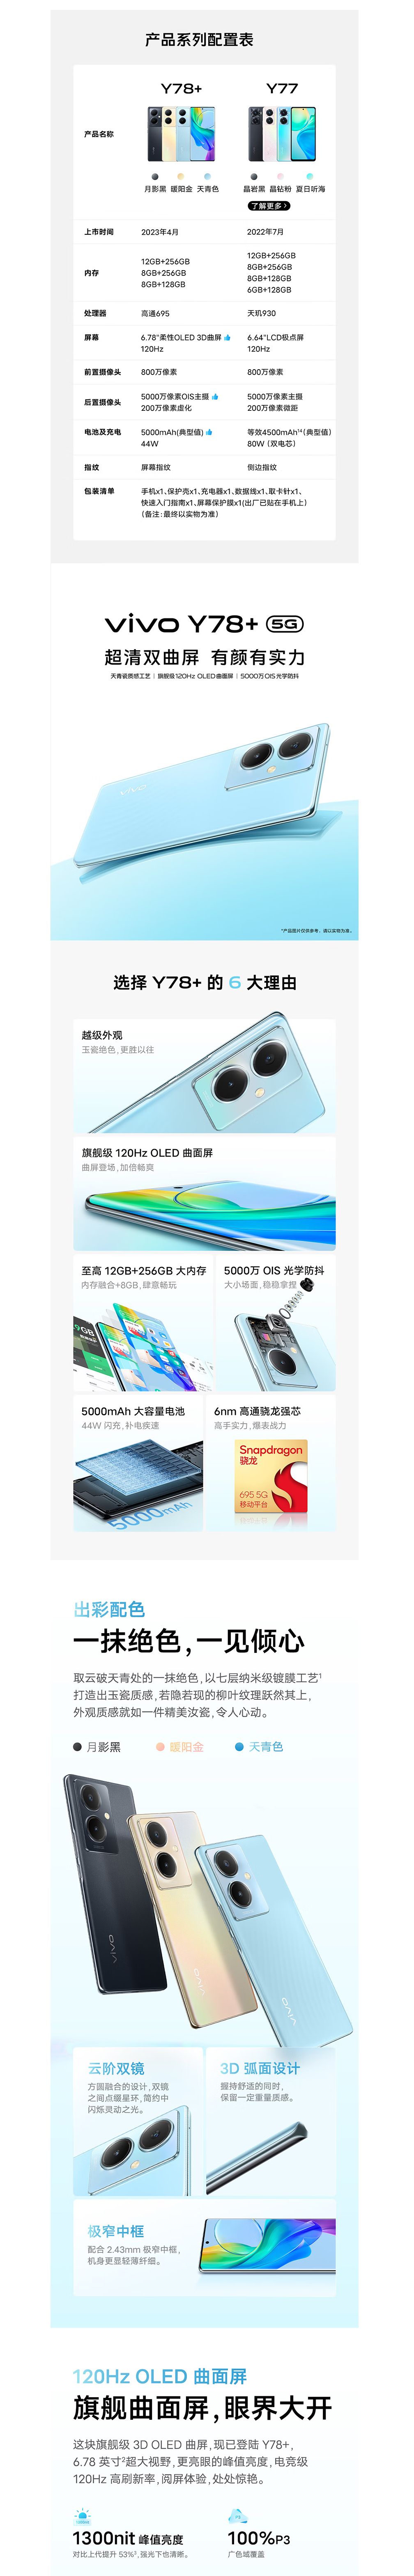 产品系列配置表
Y78+ Y77
产品名称
月影黑 暖阳金 天青色
晶岩黑 晶钻粉 夏日听海
了解更多 >
上市时间 2023年4月 2022年7月
内存
12GB+256GB
8GB+256GB
8GB+128GB
12GB+256GB
8GB+256GB
8GB+128GB
6GB+128GB
处理器 高通695 天玑930
屏幕
6.78"柔性OLED 3D曲屏
120Hz
6.64"LCD极点屏
120Hz
前置摄像头 800万像素 800万像素
后置摄像头
5000万像素OIS主摄
200万像素虚化
5000万像素主摄
200万像素微距
电池及充电
5000mAh(典型值)
44W
等效4500mAh¹⁴(典型值)
80W（双电芯）
指纹 屏幕指纹 侧边指纹
包装清单
手机x1、保护壳x1、充电器x1、数据线x1、取卡针x1、
快速入门指南x1、屏幕保护膜x1(出厂已贴在手机上)
（备注:最终以实物为准）
vivo Y78+ 5G
超清双曲屏 有颜有实力
天青瓷质感工艺 | 旗舰级120Hz OLED曲面屏 | 5000万OIS光学防抖
vivo
*产品图片仅供参考，请以实物为准。
选择 Y78+ 的 6 大理由
越级外观
玉瓷绝色，更胜以往
旗舰级 120Hz OLED 曲面屏
曲屏登场，加倍畅爽
至高 12GB+256GB 大内存
内存融合+8GB，肆意畅玩
5000万 OIS 光学防抖
大小场面，稳稳拿捏
5000mAh 大容量电池
44W 闪充，补电疾速
5000mAh
6nm 高通骁龙强芯
高手实力，爆表战力
Snapdragon
骁龙
695 5G
移动平台
出彩配色
一抹绝色，一见倾心
取云破天青处的一抹绝色，以七层纳米级镀膜工艺¹
打造出玉瓷质感，若隐若现的柳叶纹理跃然其上，
外观质感就如一件精美汝瓷，令人心动。
月影黑 暖阳金 天青色
vivo
vivo
vivo
云阶双镜
方圆融合的设计，双镜
之间点缀星环，简约中
闪烁灵动之光。
3D 弧面设计
握持舒适的同时，
保留一定重量质感。
极窄中框
配合 2.43mm 极窄中框，
机身更显轻薄纤细。
120Hz OLED 曲面屏
旗舰曲面屏，眼界大开
这块旗舰级 3D OLED 曲屏，现已登陆 Y78+，
6.78 英寸²超大视野，更亮眼的峰值亮度，电竞级
120Hz 高刷新率，阅屏体验，处处惊艳。
1300nit 峰值亮度
对比上代提升 53%³，强光下也清晰。
100%P3
广色域覆盖